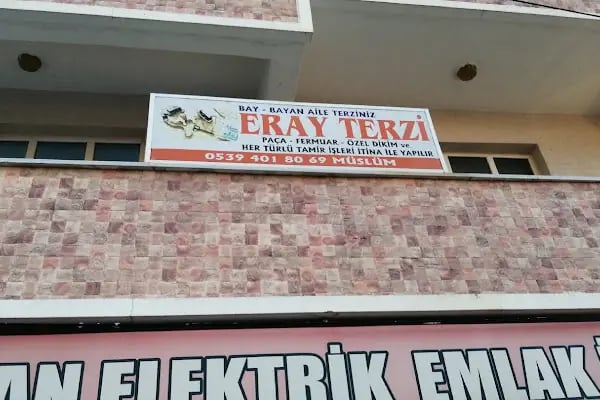 BAY - BAYAN AİLE TERZİNİZ
ERAY TERZİ
PAÇA - FERMUAR - ÖZEL DİKİM ve
HER TÜRLÜ TAMİR İŞLERİ İTİNA İLE YAPILIR
0539 401 80 69 MÜSLÜM
AN ELEKTRİK EMLAK